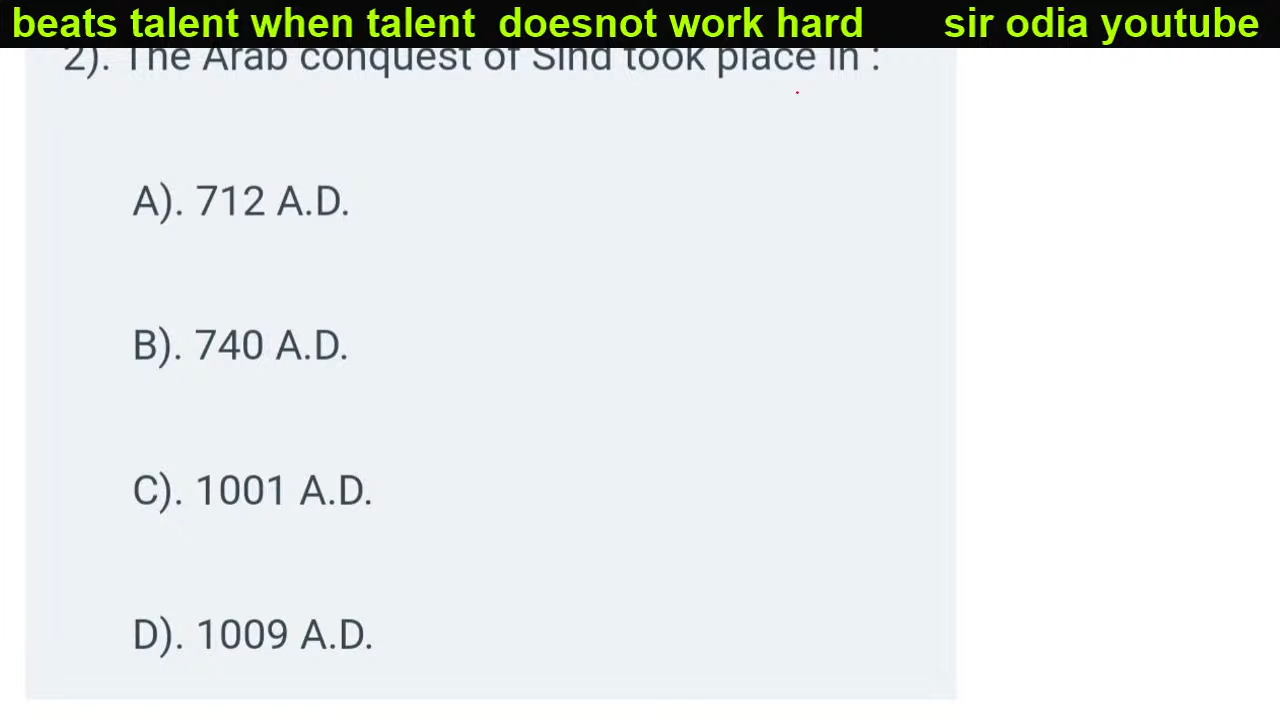 beats talent when talent doesnot work hard sir odia youtube
2). The Arab conquest of Sind took place in :
A). 712 A.D.
B). 740 A.D.
C). 1001 A.D.
D). 1009 A.D.